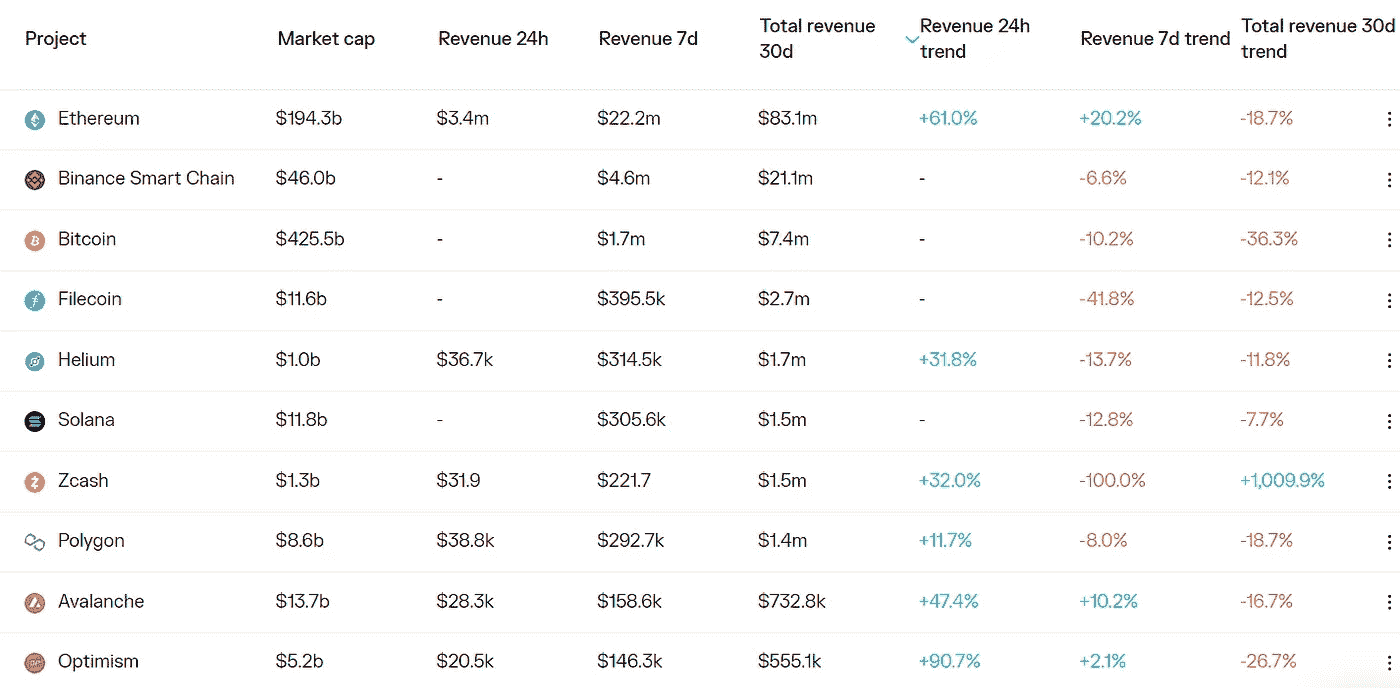 Project Market cap Revenue 24h Revenue 7d Total revenue 30d Revenue 24h trend Revenue 7d trend Total revenue 30d trend
Ethereum $194.3b $3.4m $22.2m $83.1m +61.0% +20.2% -18.7%
Binance Smart Chain $46.0b - $4.6m $21.1m - -6.6% -12.1%
Bitcoin $425.5b - $1.7m $7.4m - -10.2% -36.3%
Filecoin $11.6b - $395.5k $2.7m - -41.8% -12.5%
Helium $1.0b $36.7k $314.5k $1.7m +31.8% -13.7% -11.8%
Solana $11.8b - $305.6k $1.5m - -12.8% -7.7%
Zcash $1.3b $31.9 $221.7 $1.5m +32.0% -100.0% +1,009.9%
Polygon $8.6b $38.8k $292.7k $1.4m +11.7% -8.0% -18.7%
Avalanche $13.7b $28.3k $158.6k $732.8k +47.4% +10.2% -16.7%
Optimism $5.2b $20.5k $146.3k $555.1k +90.7% +2.1% -26.7%